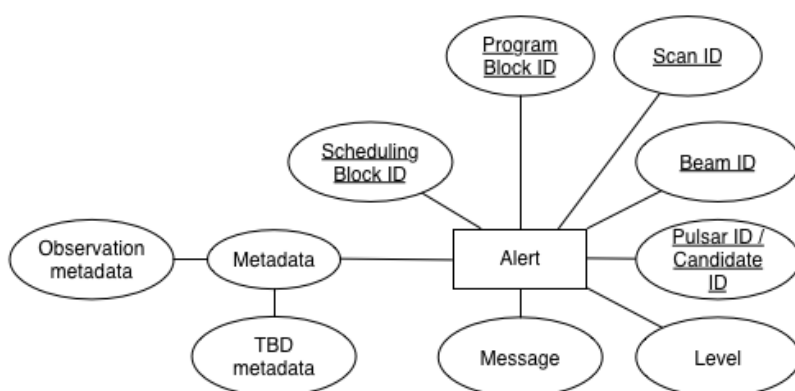 Program
Block ID
Scan ID
Scheduling
Block ID
Beam ID
Observation
metadata
Metadata
Alert
Pulsar ID /
Candidate
ID
TBD
metadata
Message
Level